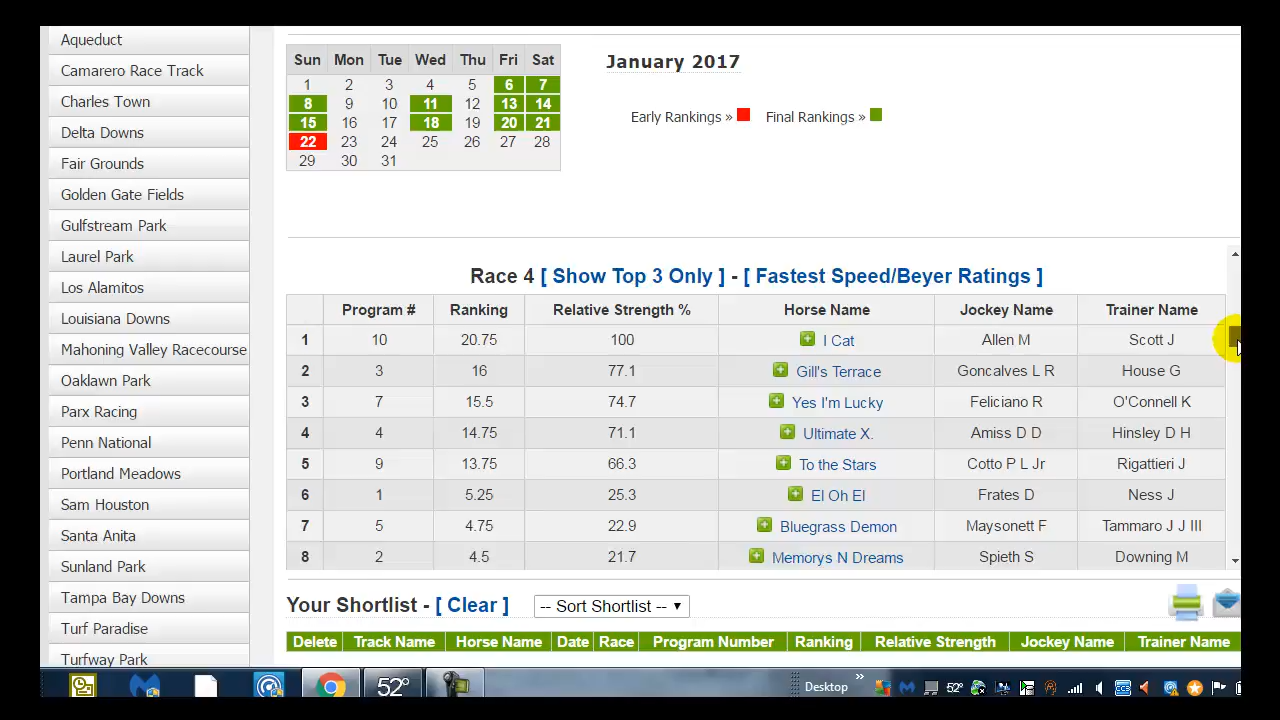 Aqueduct
Camarero Race Track
Charles Town
Delta Downs
Fair Grounds
Golden Gate Fields
Gulfstream Park
Laurel Park
Los Alamitos
Louisiana Downs
Mahoning Valley Racecourse
Oaklawn Park
Parx Racing
Penn National
Portland Meadows
Sam Houston
Santa Anita
Sunland Park
Tampa Bay Downs
Turf Paradise
Turfway Park
Sun Mon Tue Wed Thu Fri Sat
1 2 3 4 5 6 7
8 9 10 11 12 13 14
15 16 17 18 19 20 21
22 23 24 25 26 27 28
29 30 31
January 2017
Early Rankings » Final Rankings »
Race 4 [ Show Top 3 Only ] - [ Fastest Speed/Beyer Ratings ]
Program # Ranking Relative Strength % Horse Name Jockey Name Trainer Name
1 10 20.75 100 I Cat Allen M Scott J
2 3 16 77.1 Gill's Terrace Goncalves L R House G
3 7 15.5 74.7 Yes I'm Lucky Feliciano R O'Connell K
4 4 14.75 71.1 Ultimate X. Amiss D D Hinsley D H
5 9 13.75 66.3 To the Stars Cotto P L Jr Rigattieri J
6 1 5.25 25.3 El Oh El Frates D Ness J
7 5 4.75 22.9 Bluegrass Demon Maysonett F Tammaro J J III
8 2 4.5 21.7 Memorys N Dreams Spieth S Downing M
Your Shortlist - [ Clear ] -- Sort Shortlist --
Delete Track Name Horse Name Date Race Program Number Ranking Relative Strength Jockey Name Trainer Name
52° Desktop » 52°